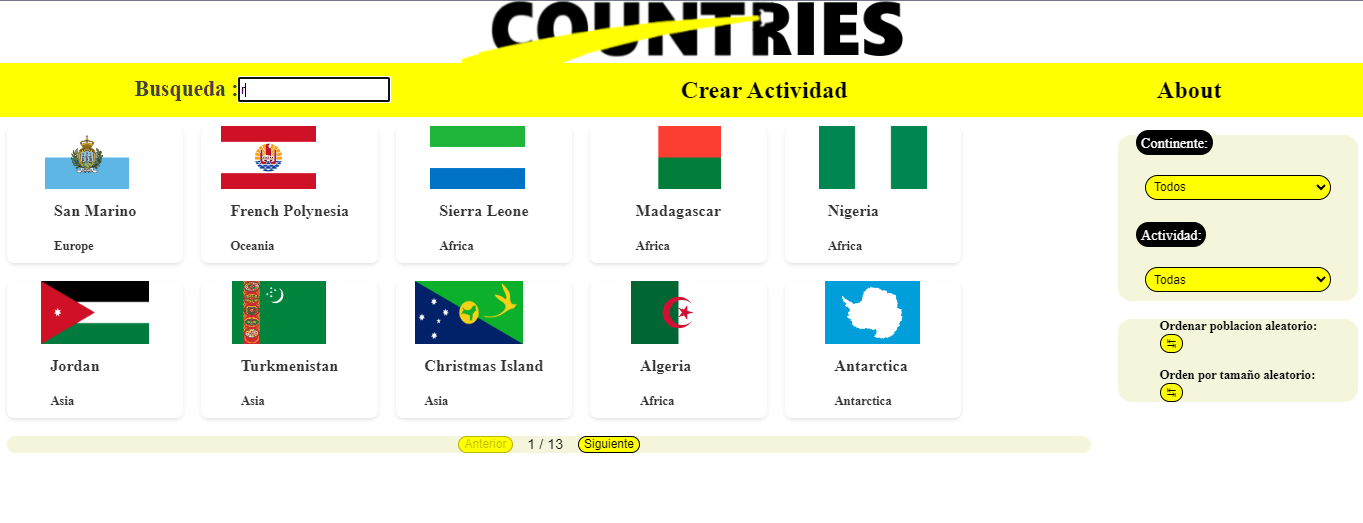 COUNTRIES
Busqueda : r
Crear Actividad
About
San Marino
Europe
French Polynesia
Oceania
Sierra Leone
Africa
Madagascar
Africa
Nigeria
Africa
Jordan
Asia
Turkmenistan
Asia
Christmas Island
Asia
Algeria
Africa
Antarctica
Antarctica
Anterior 1 / 13 Siguiente
Continente:
Todos
Actividad:
Todas
Ordenar poblacion aleatorio:
Orden por tamaño aleatorio: